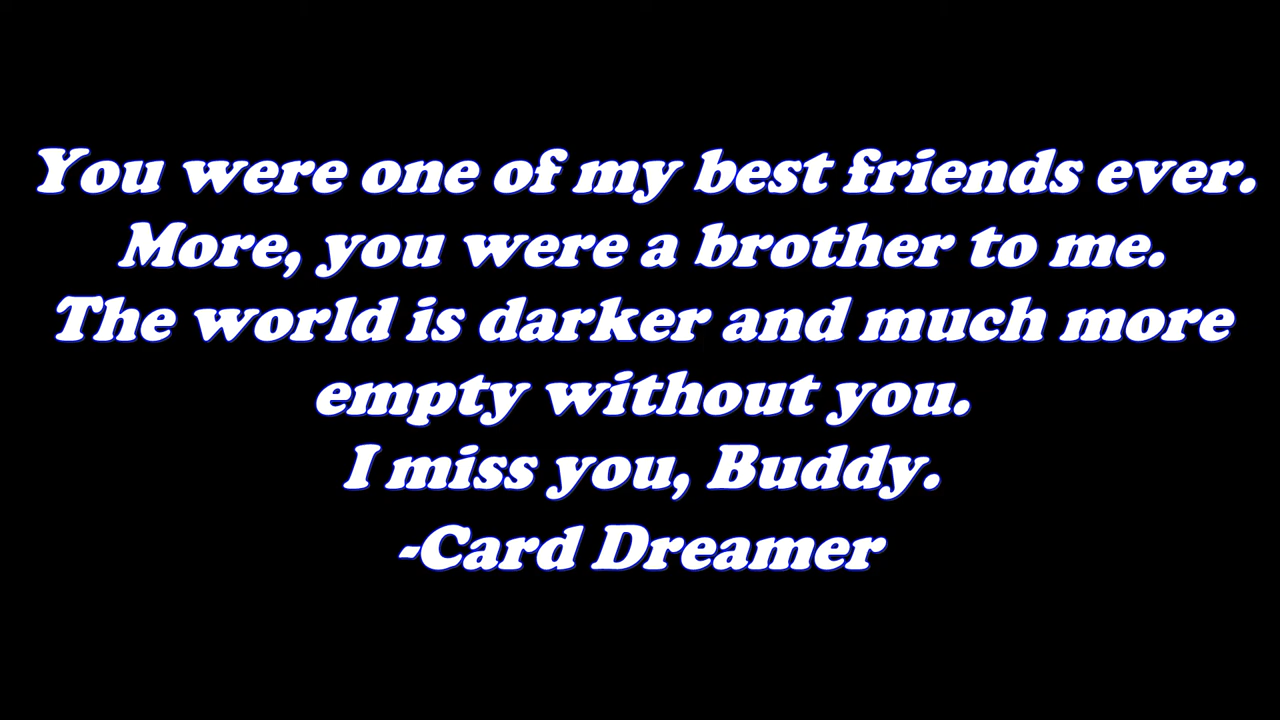 You were one of my best friends ever.
More, you were a brother to me.
The world is darker and much more
empty without you.
I miss you, Buddy.
-Card Dreamer